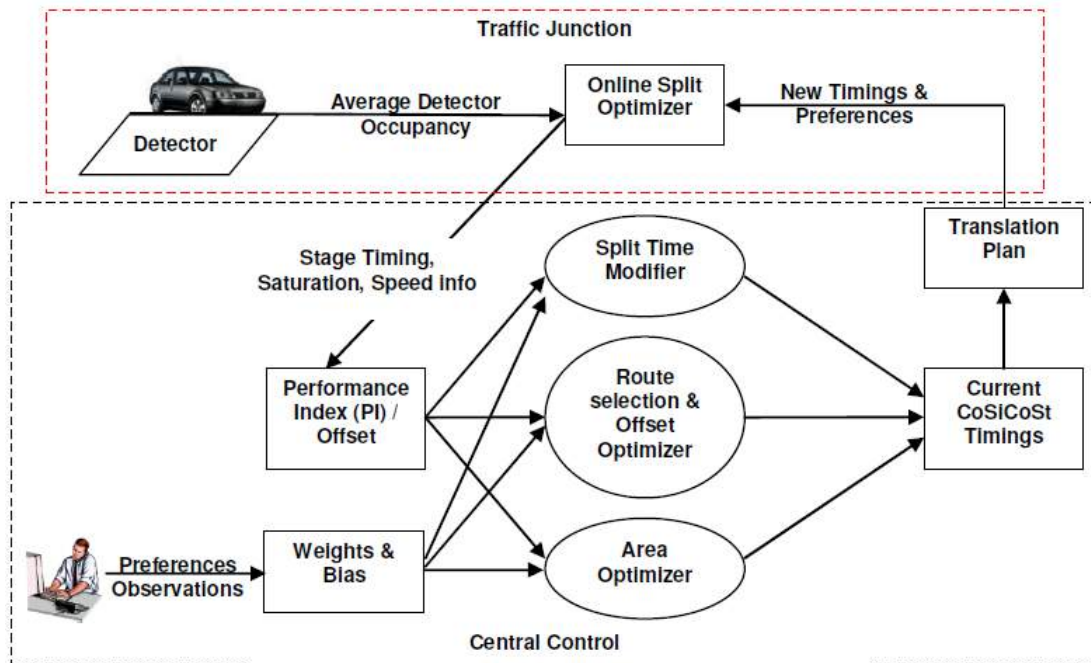 Traffic Junction
Detector
Average Detector
Occupancy
Online Split
Optimizer
New Timings &
Preferences
Stage Timing,
Saturation, Speed info
Split Time
Modifier
Translation
Plan
Performance
Index (PI) /
Offset
Route
selection &
Offset
Optimizer
Current
CoSiCoSt
Timings
Preferences
Observations
Weights &
Bias
Area
Optimizer
Central Control